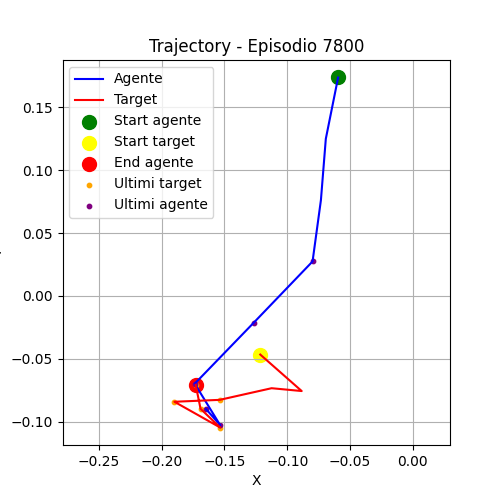 Trajectory - Episodio 7800
Agente
Target
Start agente
Start target
End agente
Ultimi target
Ultimi agente
0.15
0.10
0.05
0.00
−0.05
−0.10
−0.25
−0.20
−0.15
−0.10
−0.05
0.00
X